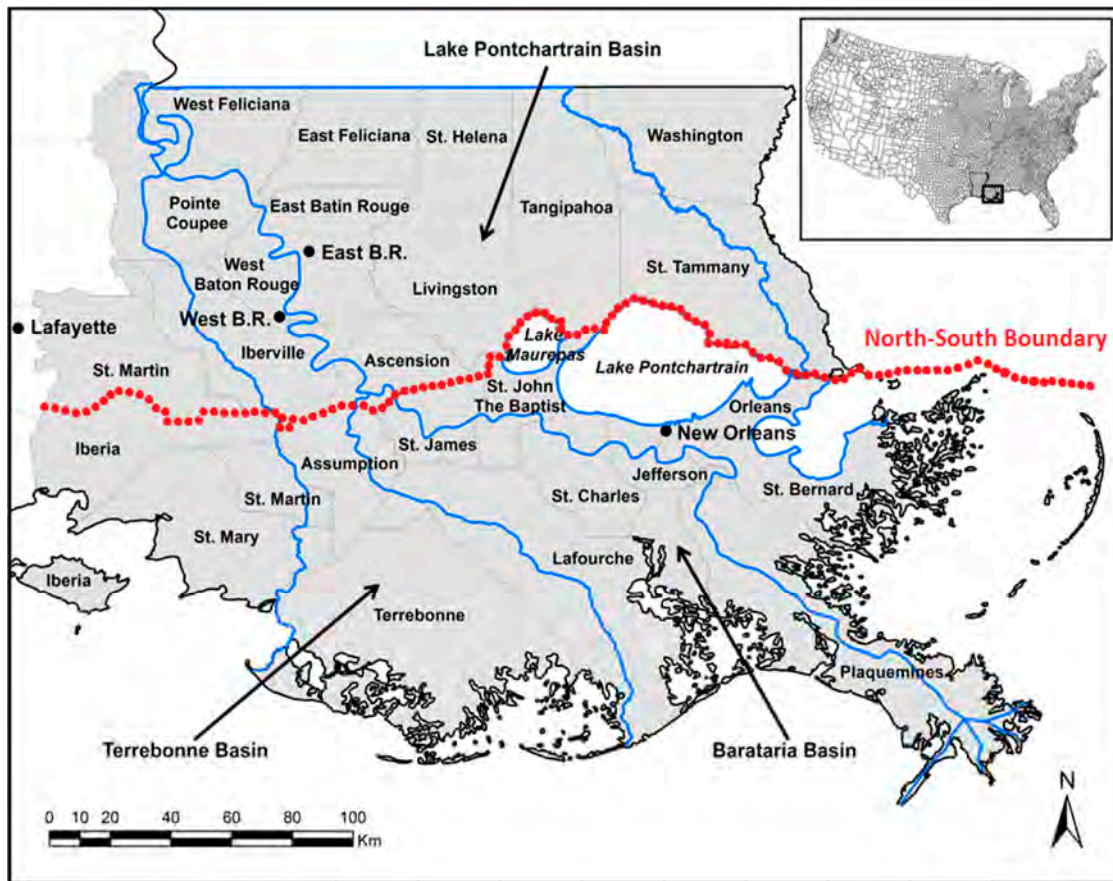 Lake Pontchartrain Basin
West Feliciana
East Feliciana
St. Helena
Washington
Pointe
Coupee
East Batin Rouge
Tangipahoa
East B.R.
West
Baton Rouge
Livingston
St. Tammany
West B.R.
Lafayette
Iberville
Ascension
Lake
Maurepas
Lake Pontchartrain
North-South Boundary
St. Martin
St. John
The Baptist
Orleans
New Orleans
Iberia
Assumption
St. James
Jefferson
St. Martin
St. Charles
St. Bernard
St. Mary
Lafourche
Iberia
Terrebonne
Plaquemines
Terrebonne Basin
Barataria Basin
N
0 10 20 40 60 80 100
Km